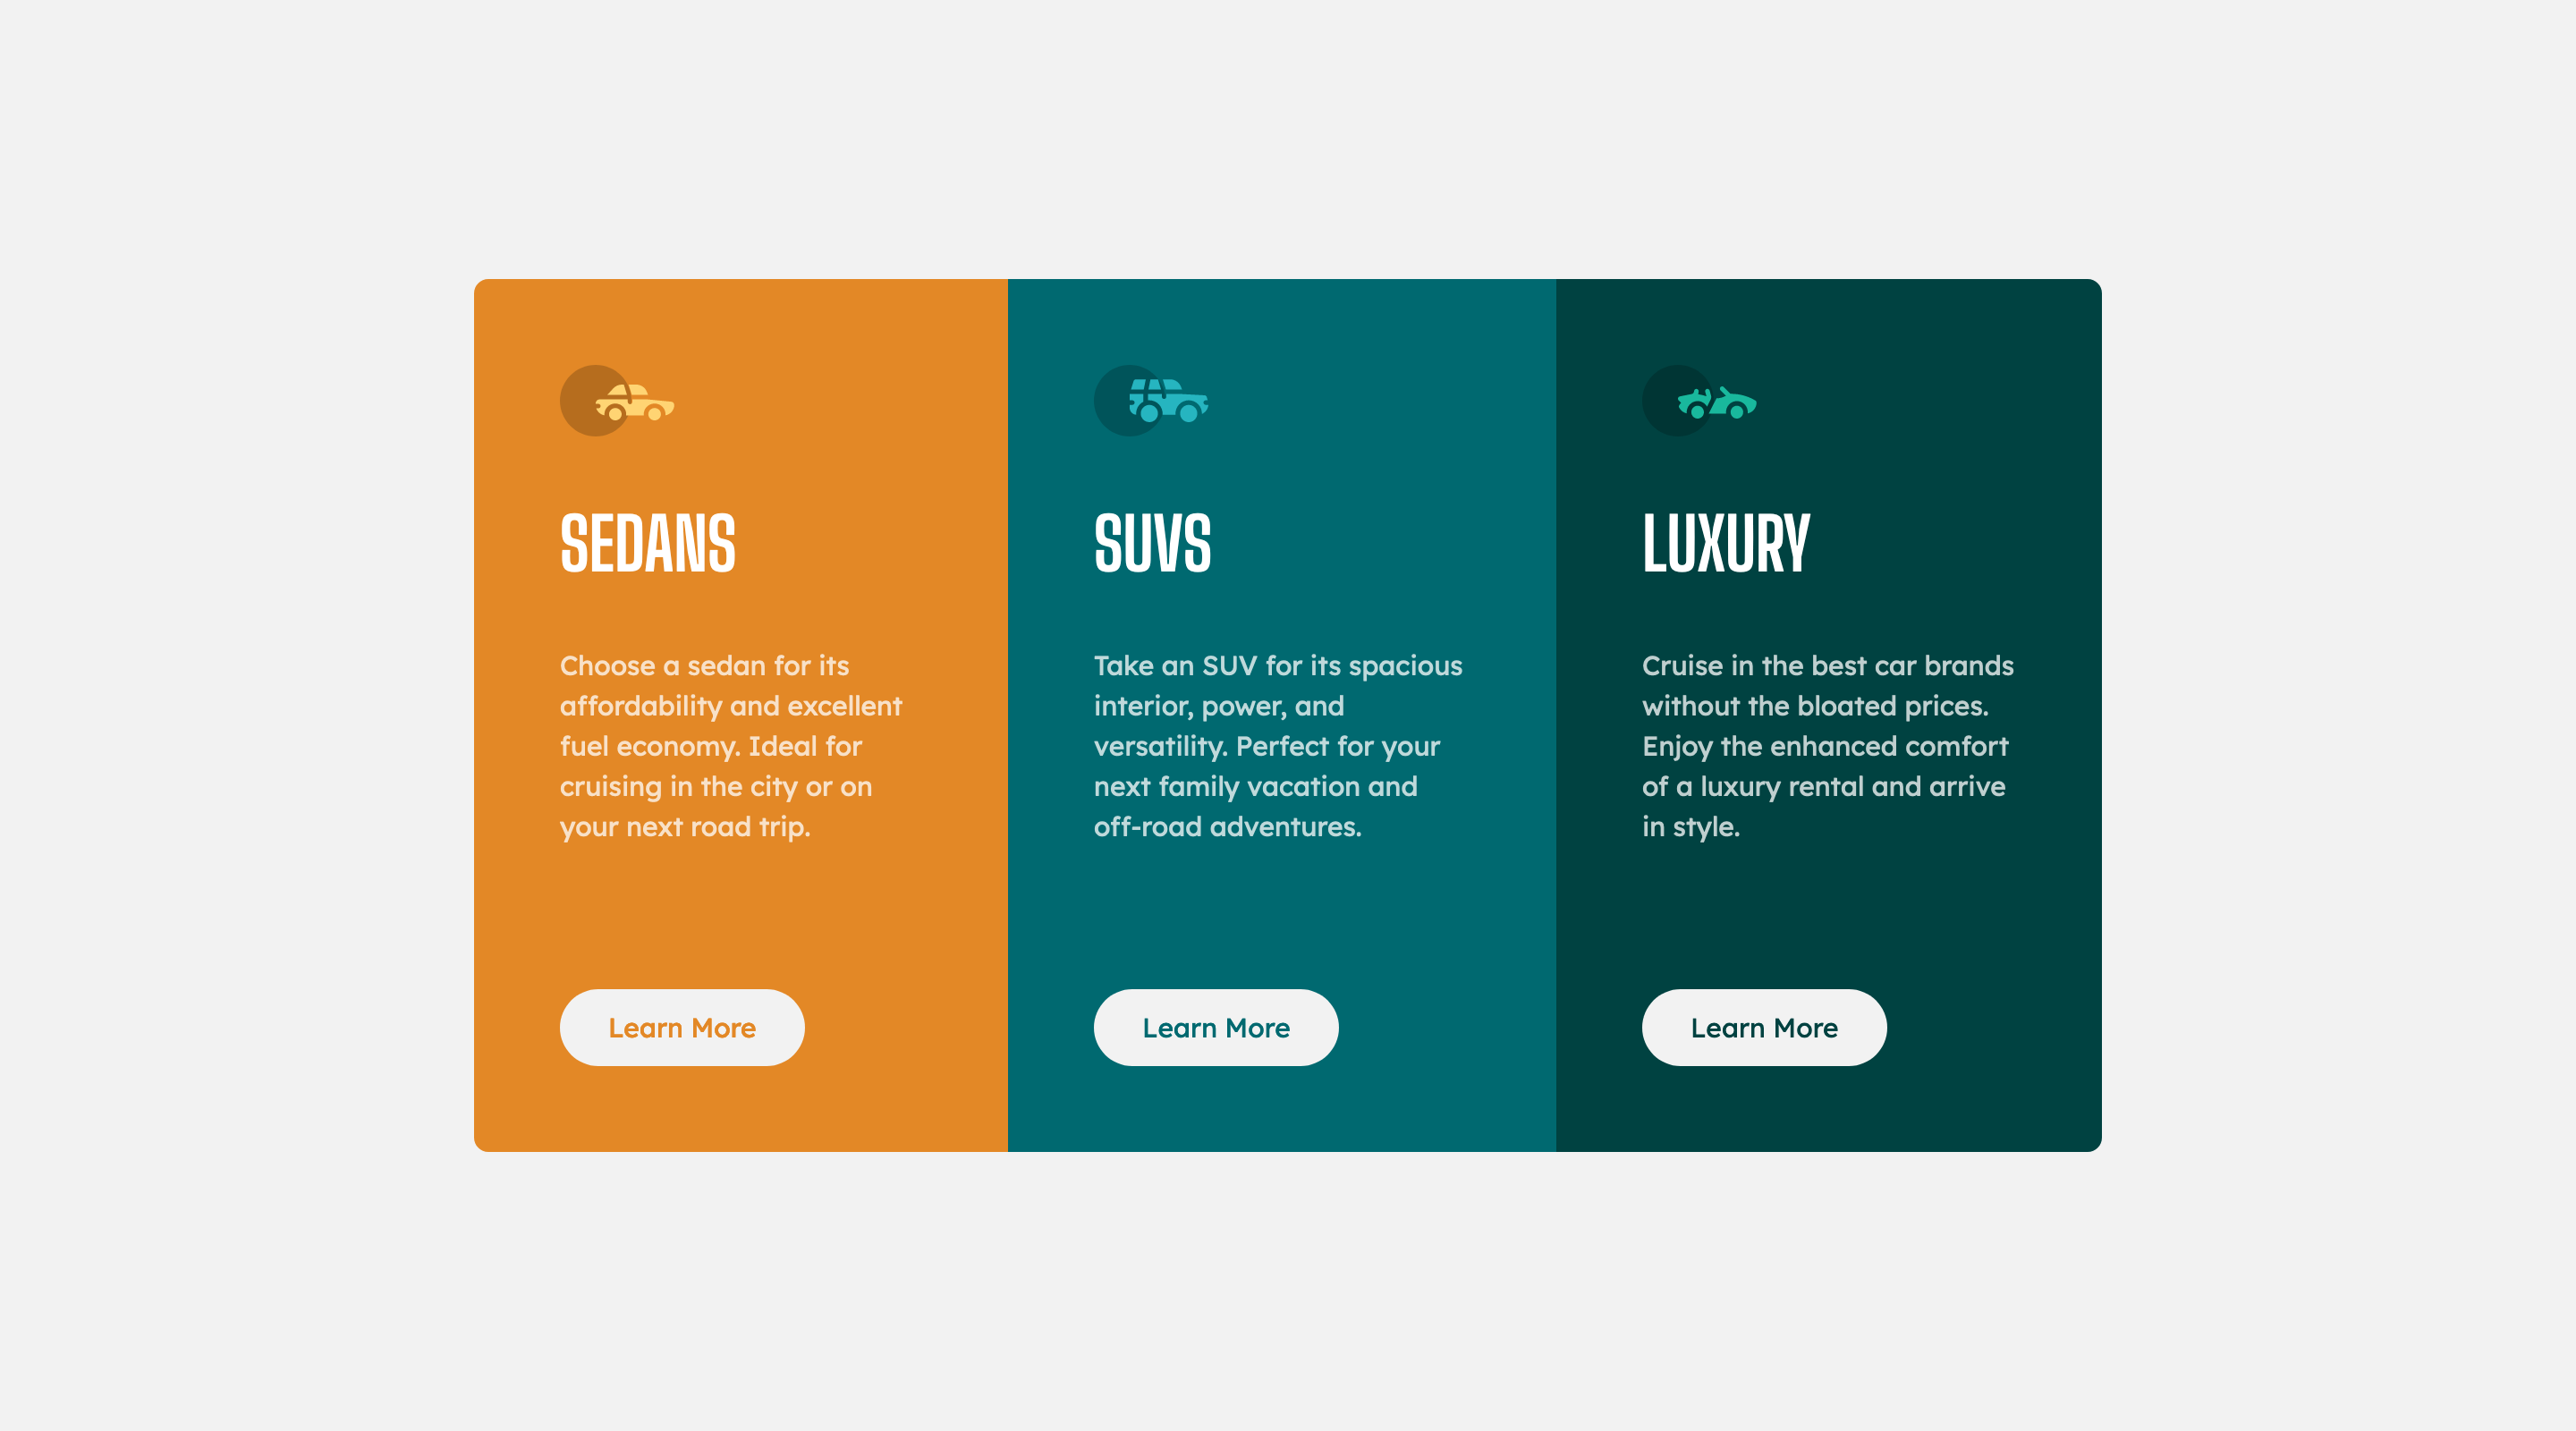 SEDANS
Choose a sedan for its
affordability and excellent
fuel economy. Ideal for
cruising in the city or on
your next road trip.
Learn More
SUVS
Take an SUV for its spacious
interior, power, and
versatility. Perfect for your
next family vacation and
off-road adventures.
Learn More
LUXURY
Cruise in the best car brands
without the bloated prices.
Enjoy the enhanced comfort
of a luxury rental and arrive
in style.
Learn More